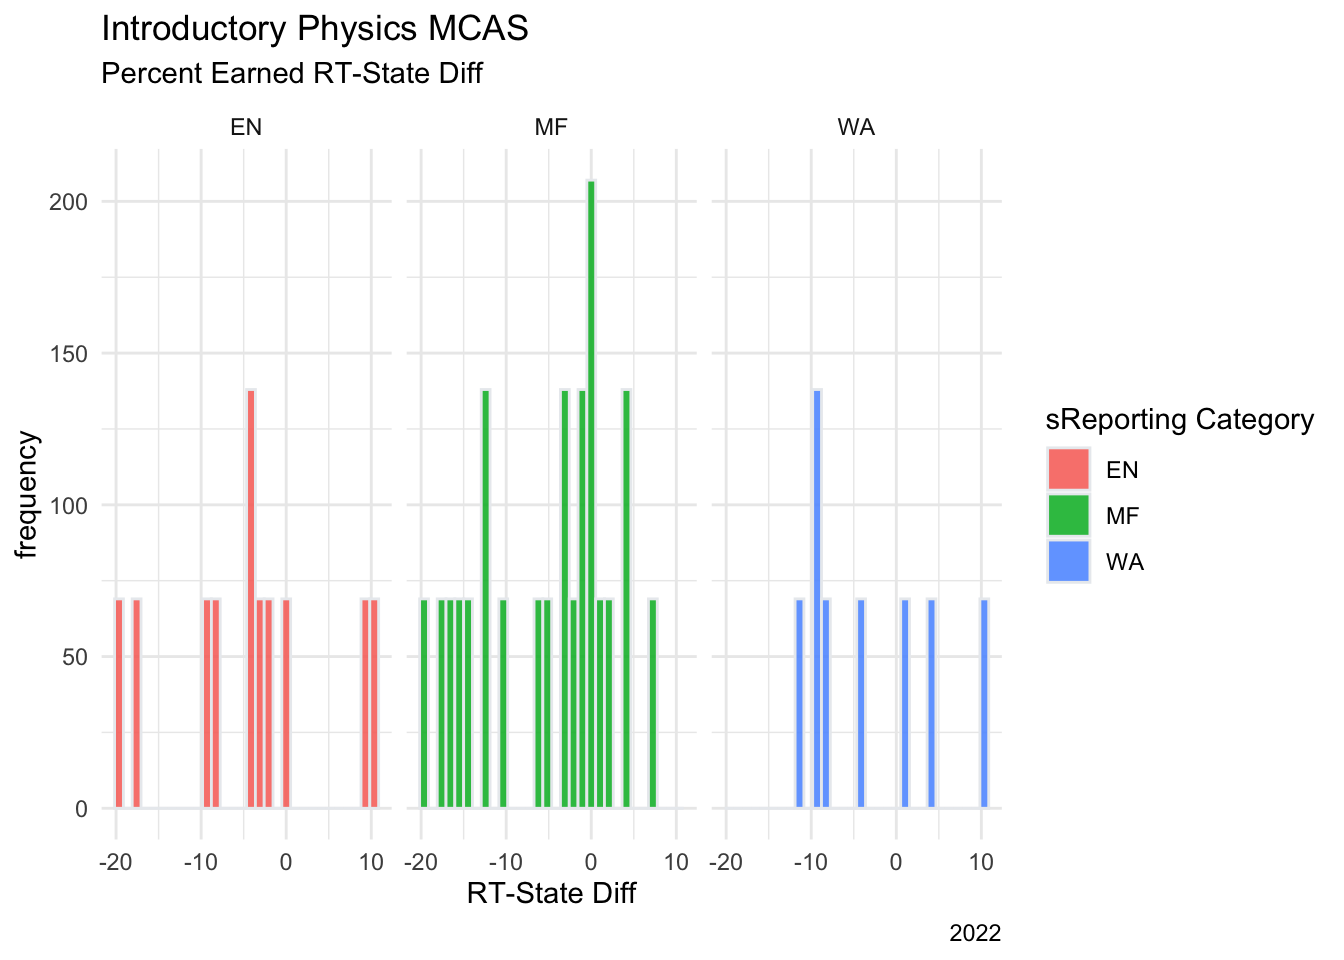 Introductory Physics MCAS
Percent Earned RT-State Diff
EN
MF
WA
200
150
100
50
0
frequency
-20 -10 0 10
-20 -10 0 10
-20 -10 0 10
RT-State Diff
sReporting Category
EN
MF
WA
2022